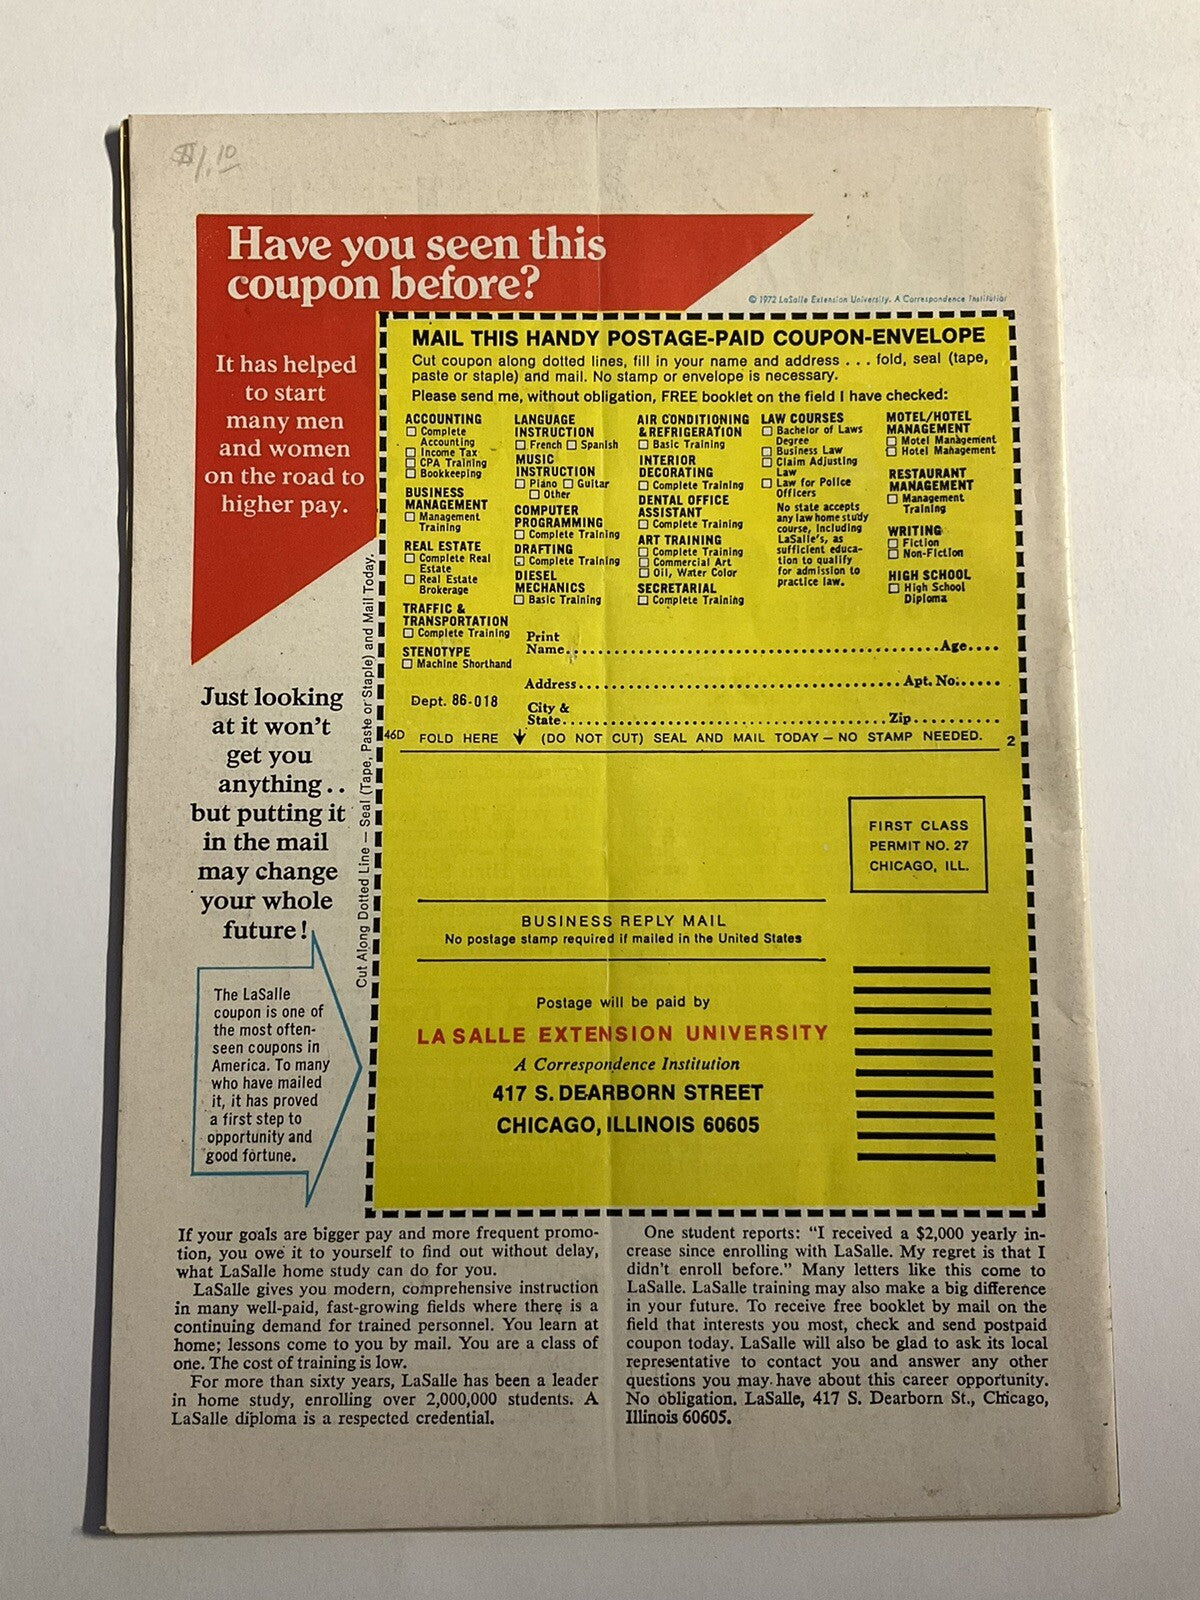 $1.10
Have you seen this
coupon before?
It has helped
to start
many men
and women
on the road to
higher pay.
© 1972 LaSalle Extension University. A Correspondence Institution
MAIL THIS HANDY POSTAGE-PAID COUPON-ENVELOPE
Cut coupon along dotted lines, fill in your name and address . . . fold, seal (tape,
paste or staple) and mail. No stamp or envelope is necessary.
Please send me, without obligation, FREE booklet on the field I have checked:
ACCOUNTING
Complete
Accounting
Income Tax
CPA Training
Bookkeeping
BUSINESS
MANAGEMENT
Management
Training
REAL ESTATE
Complete Real
Estate
Real Estate
Brokerage
TRAFFIC &
TRANSPORTATION
Complete Training
STENOTYPE
Machine Shorthand
LANGUAGE
INSTRUCTION
French Spanish
MUSIC
INSTRUCTION
Piano Guitar
Other
COMPUTER
PROGRAMMING
Complete Training
DRAFTING
Complete Training
DIESEL
MECHANICS
Basic Training
AIR CONDITIONING
& REFRIGERATION
Basic Training
INTERIOR
DECORATING
Complete Training
DENTAL OFFICE
ASSISTANT
Complete Training
ART TRAINING
Complete Training
Commercial Art
Oil, Water Color
SECRETARIAL
Complete Training
LAW COURSES
Bachelor of Laws
Degree
Business Law
Claim Adjusting
Law
Law for Police
Officers
No state accepts
any law home study
course, including
LaSalle's, as
sufficient educa-
tion to qualify
for admission to
practice law.
MOTEL/HOTEL
MANAGEMENT
Motel Management
Hotel Management
RESTAURANT
MANAGEMENT
Management
Training
WRITING
Fiction
Non-Fiction
HIGH SCHOOL
High School
Diploma
Print
Name Age
Address Apt. No.
Dept. 86-018
City &
State Zip
46D FOLD HERE (DO NOT CUT) SEAL AND MAIL TODAY — NO STAMP NEEDED. 2
Cut Along Dotted Line — Seal (Tape, Paste or Staple) and Mail Today.
Just looking
at it won't
get you
anything . .
but putting it
in the mail
may change
your whole
future!
The LaSalle
coupon is one of
the most often-
seen coupons in
America. To many
who have mailed
it, it has proved
a first step to
opportunity and
good fortune.
FIRST CLASS
PERMIT NO. 27
CHICAGO, ILL.
BUSINESS REPLY MAIL
No postage stamp required if mailed in the United States
Postage will be paid by
LA SALLE EXTENSION UNIVERSITY
A Correspondence Institution
417 S. DEARBORN STREET
CHICAGO, ILLINOIS 60605
If your goals are bigger pay and more frequent promo-
tion, you owe it to yourself to find out without delay,
what LaSalle home study can do for you.
LaSalle gives you modern, comprehensive instruction
in many well-paid, fast-growing fields where there is a
continuing demand for trained personnel. You learn at
home; lessons come to you by mail. You are a class of
one. The cost of training is low.
For more than sixty years, LaSalle has been a leader
in home study, enrolling over 2,000,000 students. A
LaSalle diploma is a respected credential.
One student reports: "I received a $2,000 yearly in-
crease since enrolling with LaSalle. My regret is that I
didn't enroll before." Many letters like this come to
LaSalle. LaSalle training may also make a big difference
in your future. To receive free booklet by mail on the
field that interests you most, check and send postpaid
coupon today. LaSalle will also be glad to ask its local
representative to contact you and answer any other
questions you may have about this career opportunity.
No obligation. LaSalle, 417 S. Dearborn St., Chicago,
Illinois 60605.